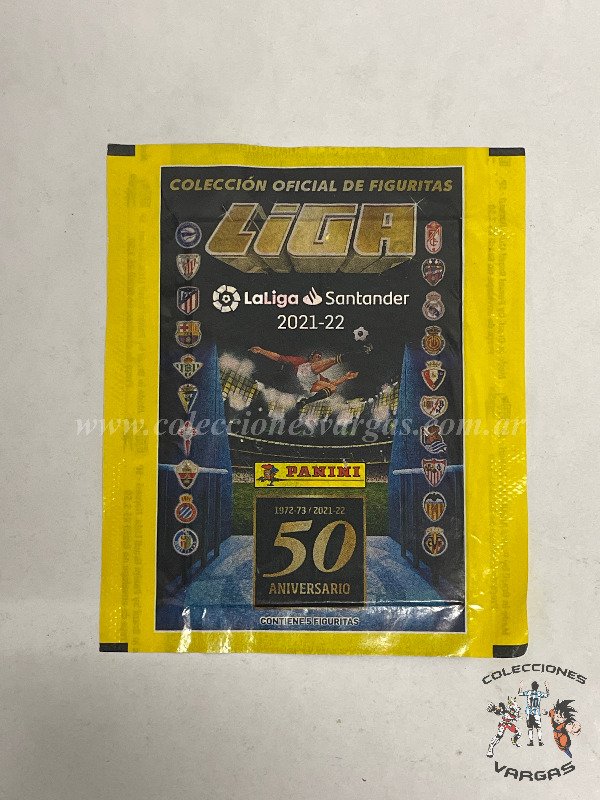 COLECCIÓN OFICIAL DE FIGURITAS
LiGA
LaLiga Santander
2021-22
www.coleccionesvargas.com.ar
PANINI
1972-73 / 2021-22
50
ANIVERSARIO
CONTIENE 5 FIGURITAS
COLECCIONES
10
VARGAS